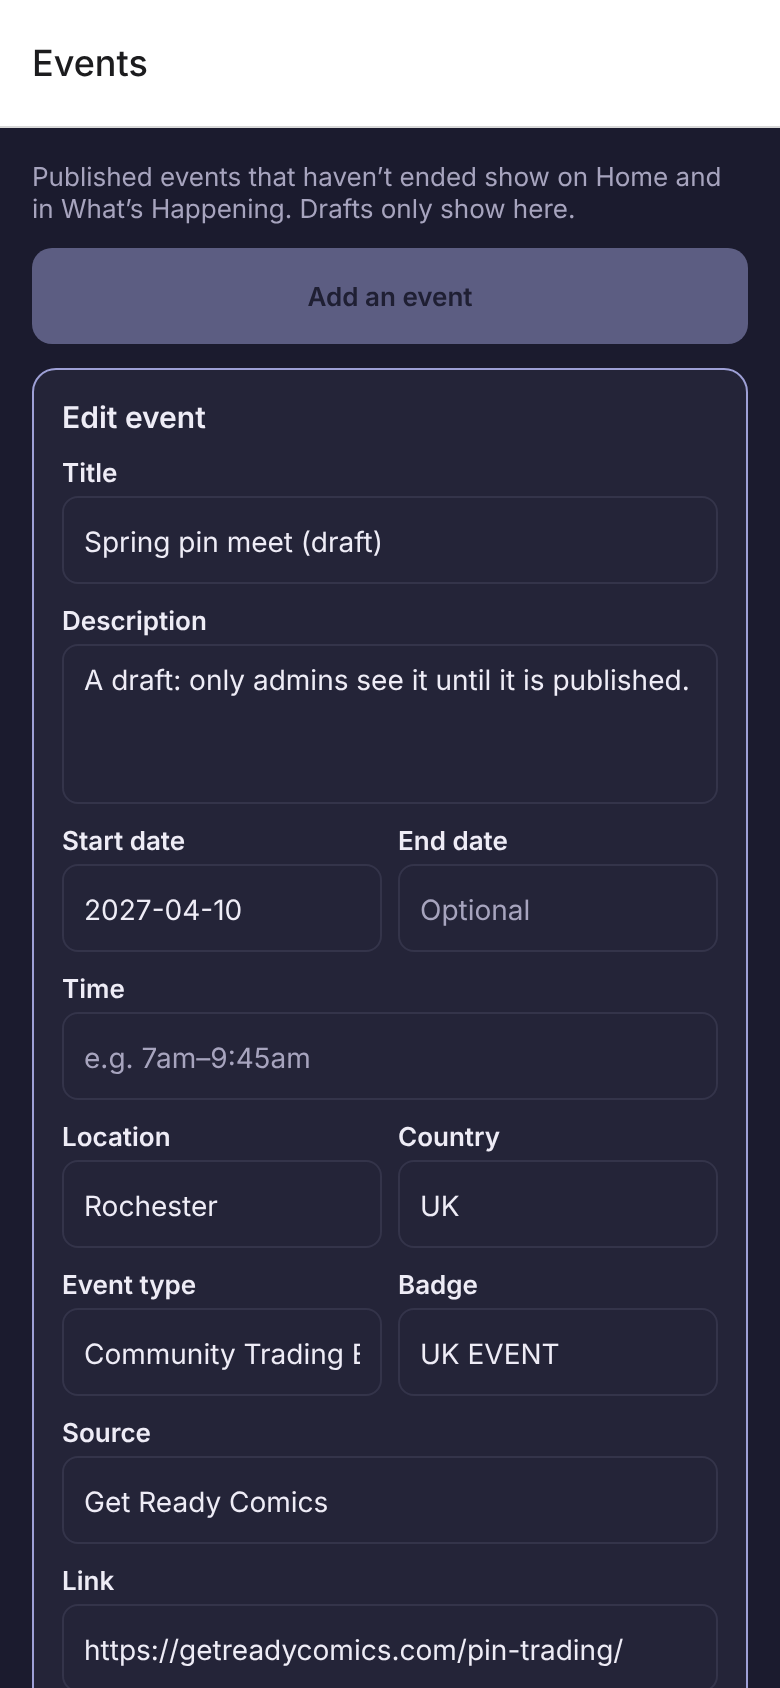 Events
Published events that haven’t ended show on Home and
in What’s Happening. Drafts only show here.
Add an event
Edit event
Title
Spring pin meet (draft)
Description
A draft: only admins see it until it is published.
Start date
End date
2027-04-10
Optional
Time
e.g. 7am–9:45am
Location
Country
Rochester
UK
Event type
Badge
Community Trading E
UK EVENT
Source
Get Ready Comics
Link
https://getreadycomics.com/pin-trading/